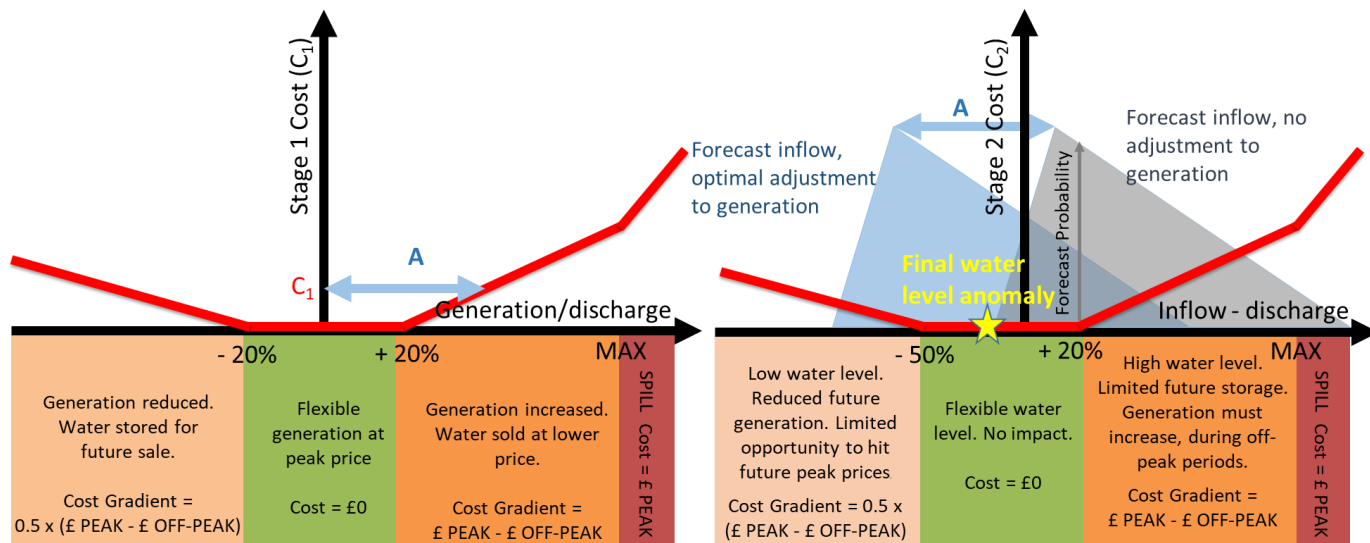 Stage 1 Cost (C1)
A
C1
Generation/discharge
- 20%
+ 20%
MAX
Generation reduced.
Water stored for
future sale.
Cost Gradient =
0.5 x (£ PEAK - £ OFF-PEAK)
Flexible
generation at
peak price
Cost = £0
Generation increased.
Water sold at lower
price.
Cost Gradient =
£ PEAK - £ OFF-PEAK
SPILL Cost = £ PEAK
Stage 2 Cost (C2)
A
Forecast inflow,
optimal adjustment
to generation
Forecast inflow, no
adjustment to
generation
Forecast Probability
Final water
level anomaly
Inflow - discharge
- 50%
+ 20%
MAX
Low water level.
Reduced future
generation. Limited
opportunity to hit
future peak prices
Cost Gradient = 0.5 x
(£ PEAK - £ OFF-PEAK)
Flexible water
level. No impact.
Cost = £0
High water level.
Limited future storage.
Generation must
increase, during off-
peak periods.
Cost Gradient =
£ PEAK - £ OFF-PEAK
SPILL Cost = £ PEAK